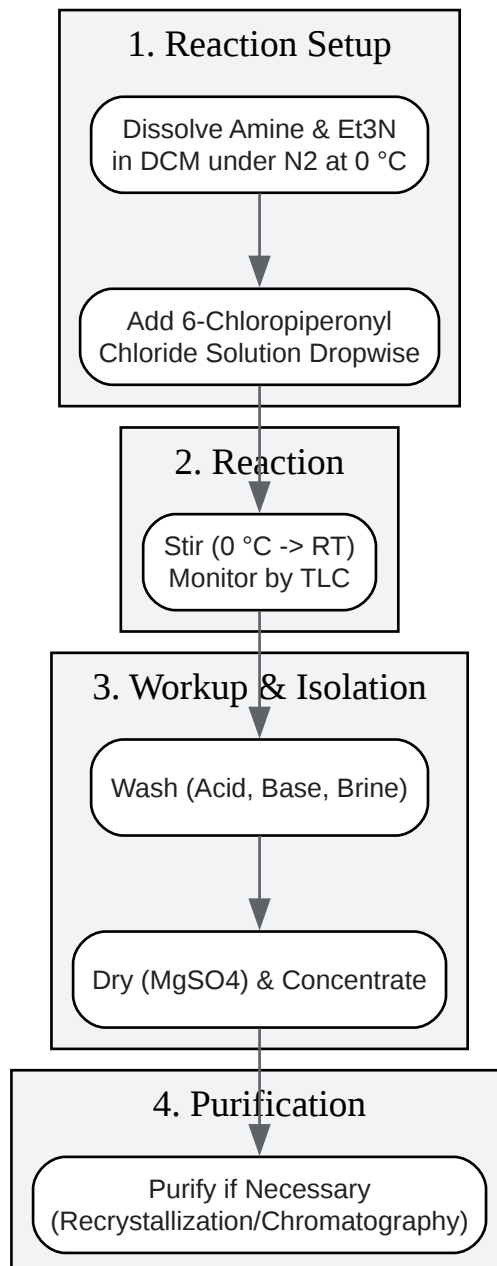 1. Reaction Setup
Dissolve Amine & Et3N
in DCM under N2 at 0 °C
Add 6-Chloropiperonyl
Chloride Solution Dropwise
2. Reaction
Stir (0 °C -> RT)
Monitor by TLC
3. Workup & Isolation
Wash (Acid, Base, Brine)
Dry (MgSO4) & Concentrate
4. Purification
Purify if Necessary
(Recrystallization/Chromatography)